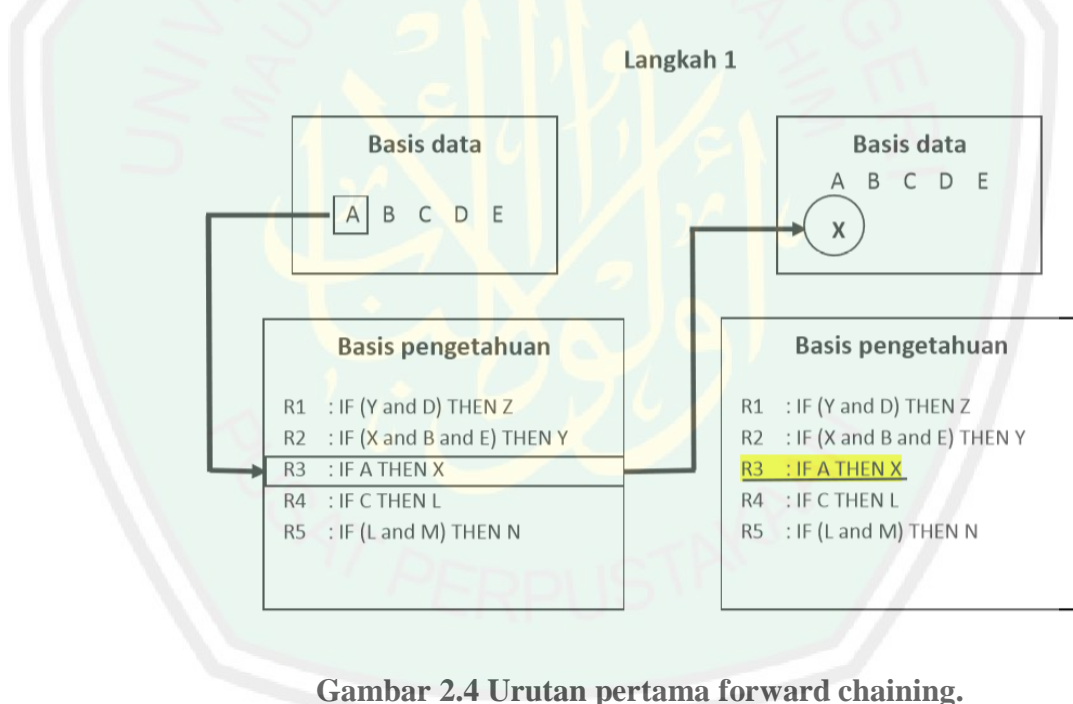 Langkah 1
Basis data
A B C D E
Basis data
A B C D E
X
Basis pengetahuan
R1 : IF (Y and D) THEN Z
R2 : IF (X and B and E) THEN Y
R3 : IF A THEN X
R4 : IF C THEN L
R5 : IF (L and M) THEN N
Basis pengetahuan
R1 : IF (Y and D) THEN Z
R2 : IF (X and B and E) THEN Y
R3 : IF A THEN X
R4 : IF C THEN L
R5 : IF (L and M) THEN N
Gambar 2.4 Urutan pertama forward chaining.